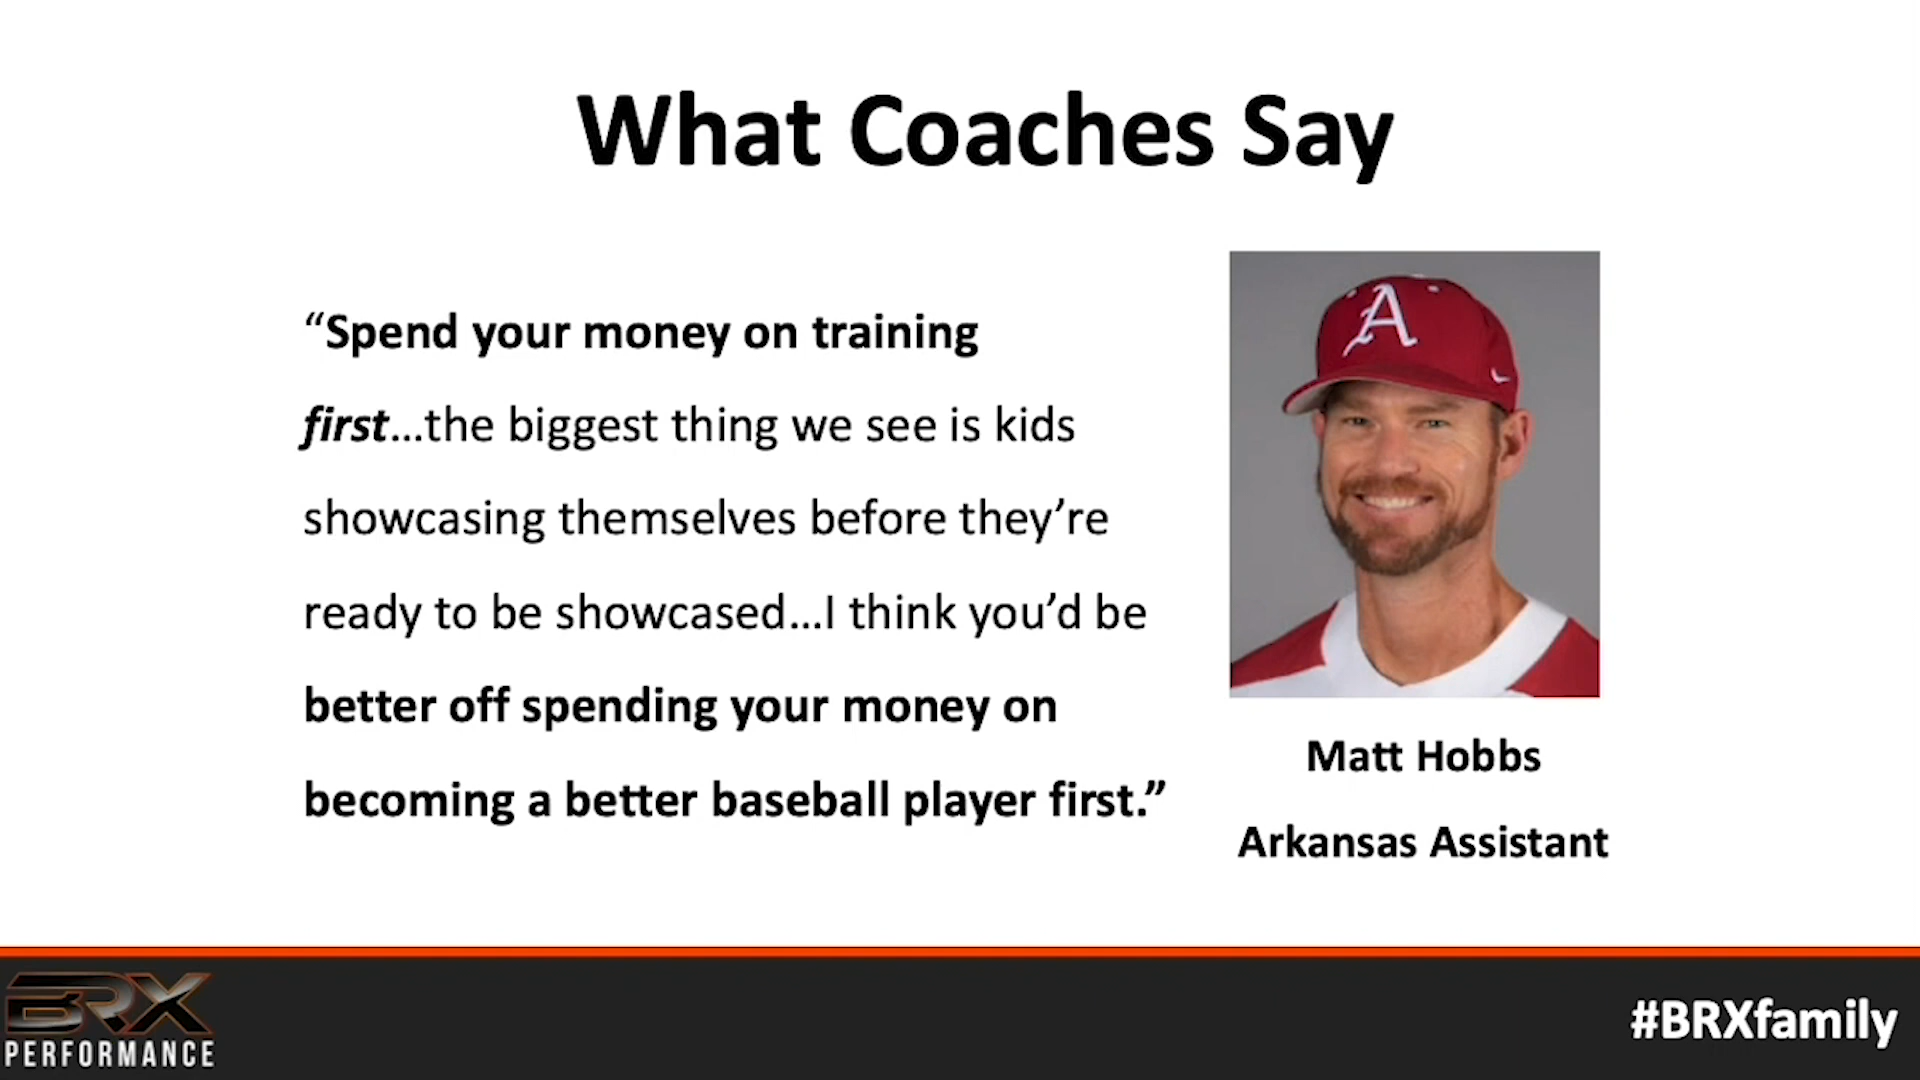 What Coaches Say
“Spend your money on training
first...the biggest thing we see is kids
showcasing themselves before they’re
ready to be showcased...I think you’d be
better off spending your money on
becoming a better baseball player first.”
A
Matt Hobbs
Arkansas Assistant
BRX
PERFORMANCE
#BRXfamily